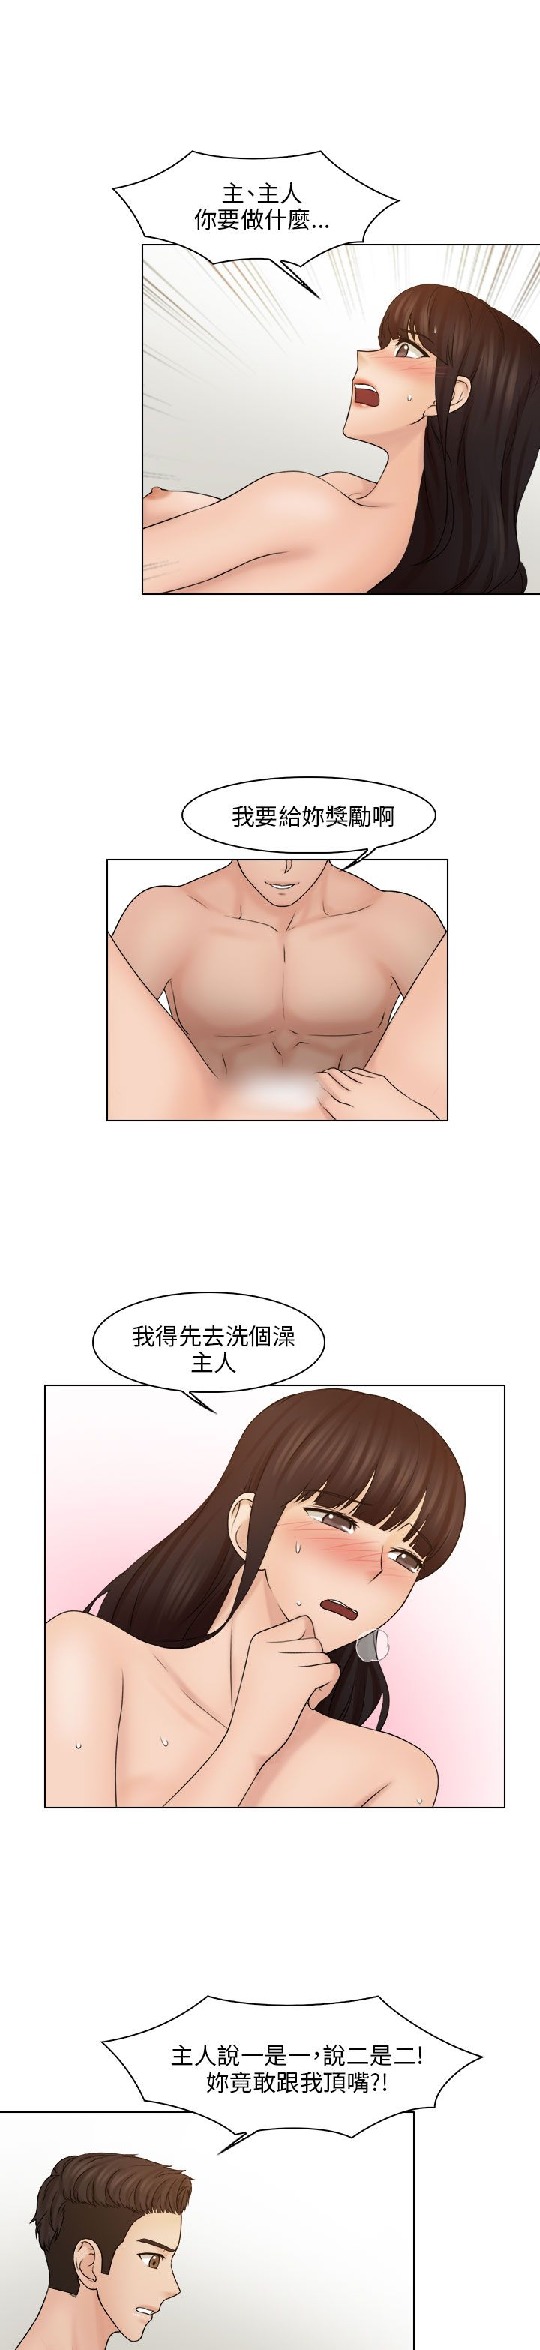 主、主人
你要做什麼...
我要給妳獎勵啊
我得先去洗個澡
主人
主人說一是一，說二是二!
妳竟敢跟我頂嘴?!